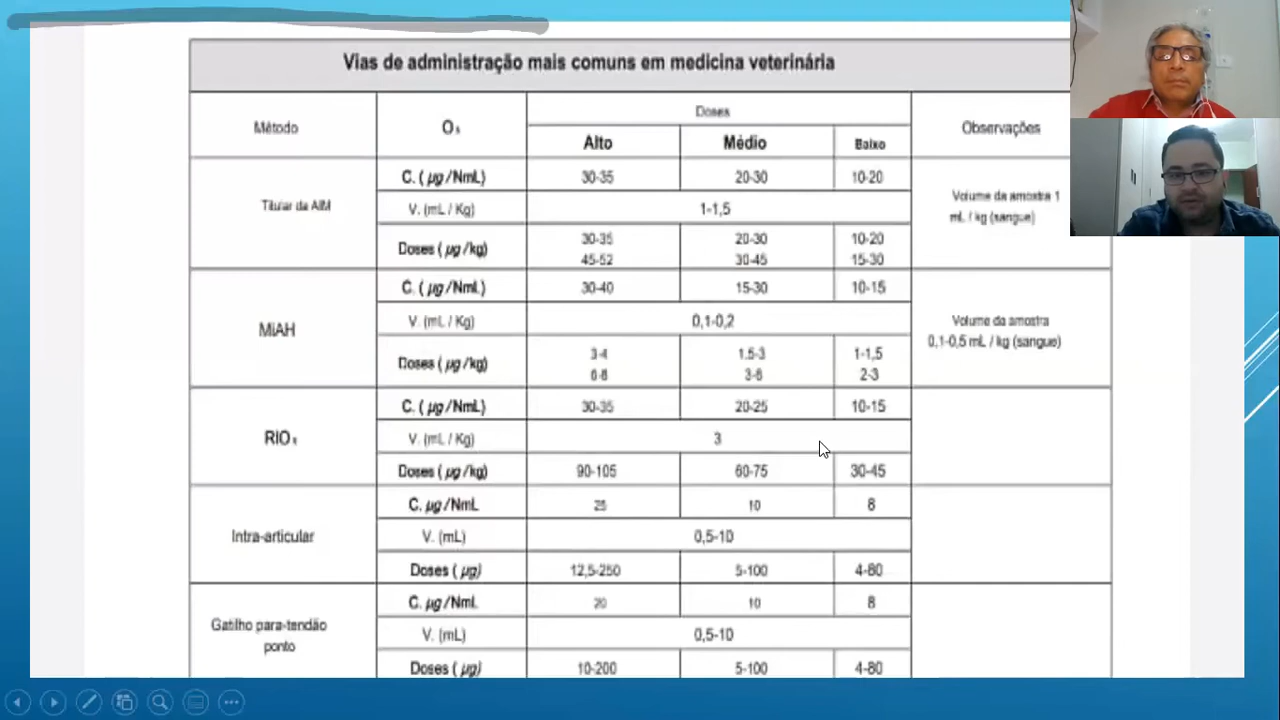 Vias de administração mais comuns em medicina veterinária
Método O₃ Doses Observações
Alto Médio Baixo
C. ( µg/NmL) 30-35 20-30 10-20
V. (mL / Kg) 1-1,5
Doses ( µg/kg) 30-35 20-30 10-20
45-52 30-45 15-30
Volume da amostra 1
mL / kg (sangue)
MiAH
C. ( µg/NmL) 30-40 15-30 10-15
V. (mL / Kg) 0,1-0,2
Doses ( µg/kg) 3-4 1.5-3 1-1,5
6-8 3-6 2-3
Volume da amostra
0,1-0,5 mL / kg (sangue)
RIO₃
C. ( µg/NmL) 30-35 20-25 10-15
V. (mL / Kg) 3
Doses ( µg/kg) 90-105 60-75 30-45
Intra-articular
C. µg/NmL 25 10 8
V. (mL) 0,5-10
Doses ( µg) 12,5-250 5-100 4-80
Gatilho para-tendão
ponto
C. µg/NmL 20 10 8
V. (mL) 0,5-10
Doses ( µg) 10-200 5-100 4-80